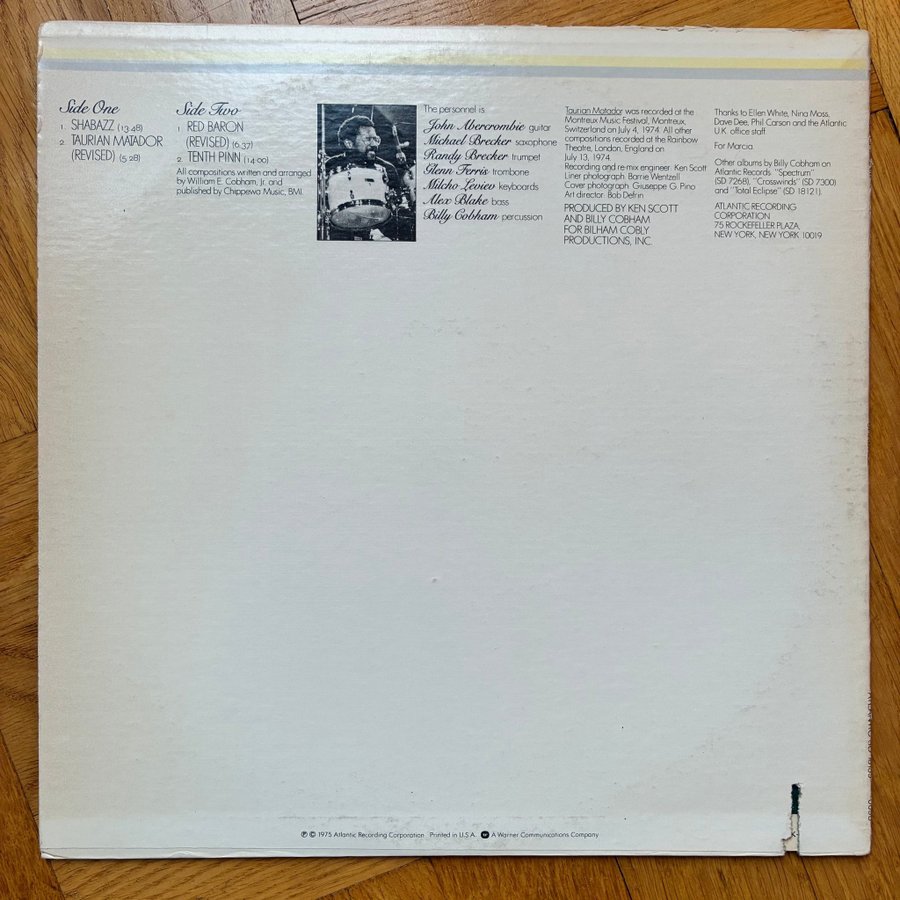 Side One
1. SHABAZZ (13 48)
2. TAURIAN MATADOR
(REVISED) (5 28)
Side Two
1. RED BARON
(REVISED) (6.37)
2. TENTH PINN (14 00)
All compositions written and arranged
by William E. Cobham, Jr. and
published by Chippewa Music, BMI.
The personnel is
John Abercrombie guitar
Michael Brecker saxophone
Randy Brecker trumpet
Glenn Ferris trombone
Milcho Leviev keyboards
Alex Blake bass
Billy Cobham percussion
Taurian Matador was recorded at the
Montreux Music Festival, Montreux,
Switzerland on July 4, 1974. All other
compositions recorded at the Rainbow
Theatre, London, England on
July 13, 1974
Recording and re-mix engineer: Ken Scott
Liner photograph: Barrie Wentzell
Cover photograph: Giuseppe G. Pino
Art director: Bob Defrin
PRODUCED BY KEN SCOTT
AND BILLY COBHAM
FOR BILHAM COBLY
PRODUCTIONS, INC.
Thanks to Ellen White, Nina Moss,
Dave Dee, Phil Carson and the Atlantic
U.K. office staff
For Marcia.
Other albums by Billy Cobham on
Atlantic Records: "Spectrum"
(SD 7268), "Crosswinds" (SD 7300)
and "Total Eclipse" (SD 18121).
ATLANTIC RECORDING
CORPORATION
75 ROCKEFELLER PLAZA,
NEW YORK, NEW YORK 10019
℗ © 1975 Atlantic Recording Corporation Printed in U.S.A. A Warner Communications Company